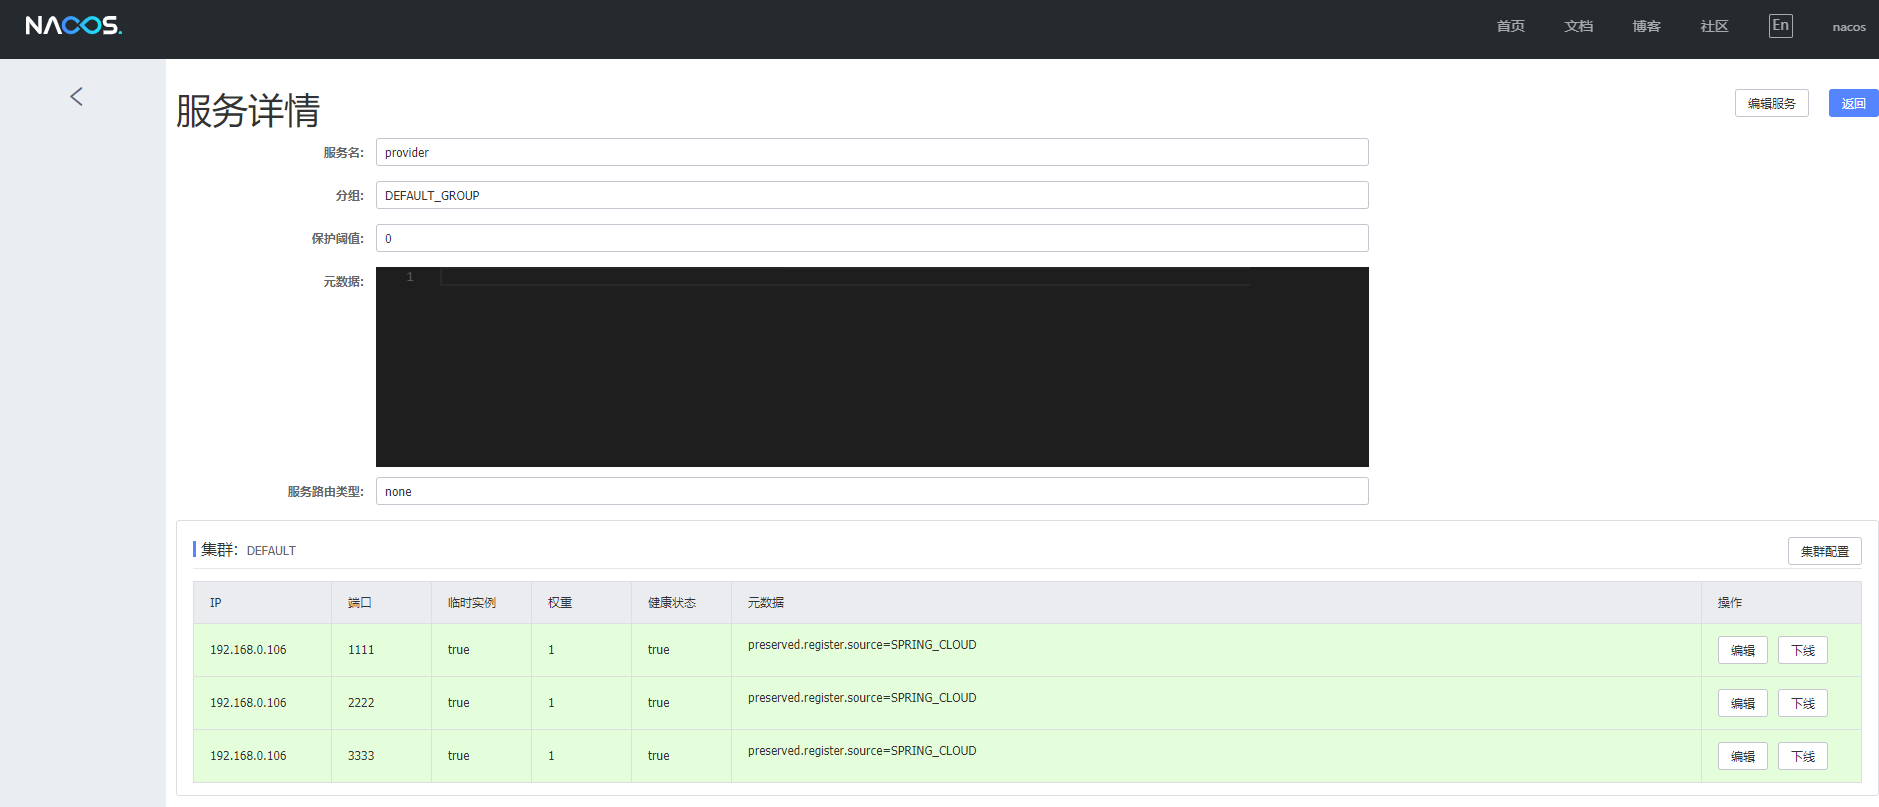 NACOS.
首页 文档 博客 社区 En nacos
服务详情
编辑服务 返回
服务名: provider
分组: DEFAULT_GROUP
保护阈值: 0
元数据: 1
服务路由类型: none
集群: DEFAULT 集群配置
IP 端口 临时实例 权重 健康状态 元数据 操作
192.168.0.106 1111 true 1 true preserved.register.source=SPRING_CLOUD 编辑 下线
192.168.0.106 2222 true 1 true preserved.register.source=SPRING_CLOUD 编辑 下线
192.168.0.106 3333 true 1 true preserved.register.source=SPRING_CLOUD 编辑 下线